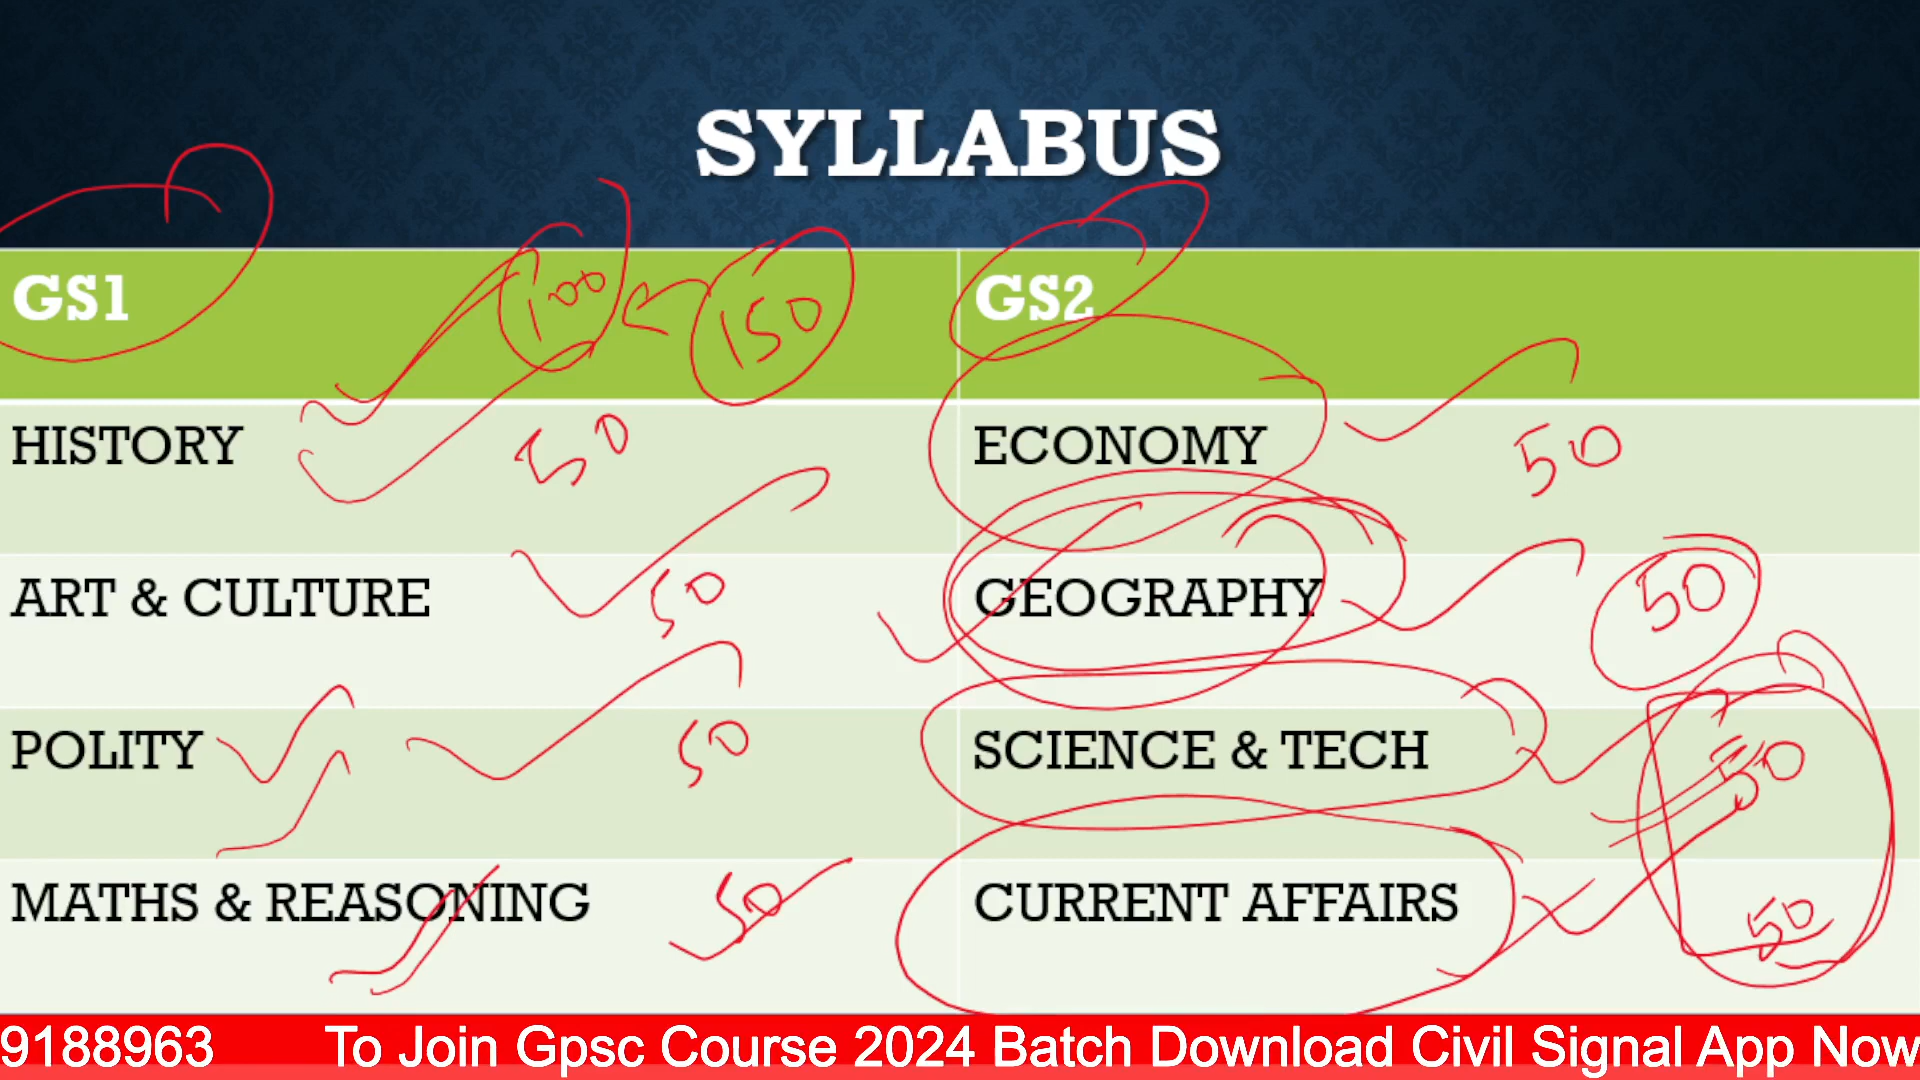 SYLLABUS
GS1 100 150 GS2
HISTORY 50 ECONOMY 50
ART & CULTURE 50 GEOGRAPHY 50
POLITY 50 SCIENCE & TECH 50
MATHS & REASONING 50 CURRENT AFFAIRS 50
9188963 To Join Gpsc Course 2024 Batch Download Civil Signal App Now